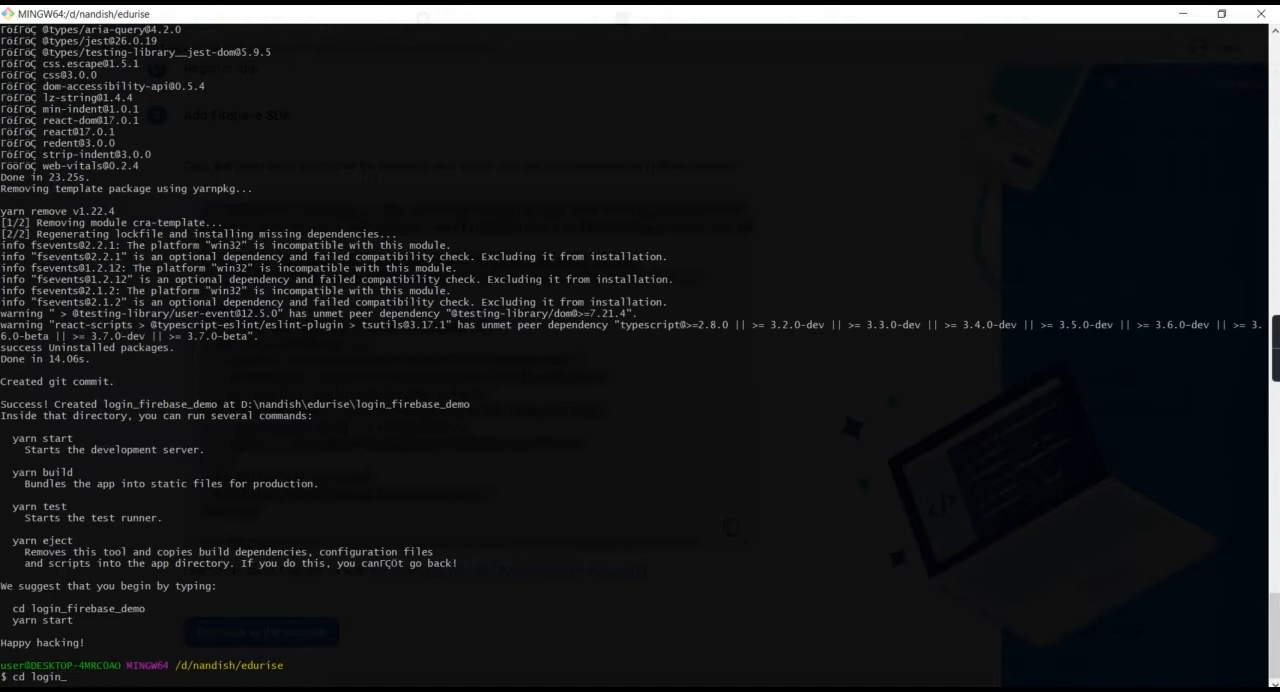 MINGW64:/d/nandish/edurise
ΓöfΓöÇ @types/aria-query@4.2.0
ΓöfΓöÇ @types/jest@26.0.19
ΓöfΓöÇ @types/testing-library__jest-dom@5.9.5
ΓöfΓöÇ css.escape@1.5.1
ΓöfΓöÇ css@3.0.0
ΓöfΓöÇ dom-accessibility-api@0.5.4
ΓöfΓöÇ lz-string@1.4.4
ΓöfΓöÇ min-indent@1.0.1
ΓöfΓöÇ react-dom@17.0.1
ΓöfΓöÇ react@17.0.1
ΓöfΓöÇ redent@3.0.0
ΓöfΓöÇ strip-indent@3.0.0
ΓöoΓöÇ web-vitals@0.2.4
Done in 23.25s.
Removing template package using yarnpkg...
yarn remove v1.22.4
[1/2] Removing module cra-template...
[2/2] Regenerating lockfile and installing missing dependencies...
info fsevents@2.2.1: The platform "win32" is incompatible with this module.
info "fsevents@2.2.1" is an optional dependency and failed compatibility check. Excluding it from installation.
info fsevents@1.2.12: The platform "win32" is incompatible with this module.
info "fsevents@1.2.12" is an optional dependency and failed compatibility check. Excluding it from installation.
info fsevents@2.1.2: The platform "win32" is incompatible with this module.
info "fsevents@2.1.2" is an optional dependency and failed compatibility check. Excluding it from installation.
warning " > @testing-library/user-event@12.5.0" has unmet peer dependency "@testing-library/dom@>=7.21.4".
warning "react-scripts > @typescript-eslint/eslint-plugin > tsutils@3.17.1" has unmet peer dependency "typescript@>=2.8.0 || >= 3.2.0-dev || >= 3.3.0-dev || >= 3.4.0-dev || >= 3.5.0-dev || >= 3.6.0-dev || >= 3.
6.0-beta || >= 3.7.0-dev || >= 3.7.0-beta".
success Uninstalled packages.
Done in 14.06s.
Created git commit.
Success! Created login_firebase_demo at D:\nandish\edurise\login_firebase_demo
Inside that directory, you can run several commands:
yarn start
Starts the development server.
yarn build
Bundles the app into static files for production.
yarn test
Starts the test runner.
yarn eject
Removes this tool and copies build dependencies, configuration files
and scripts into the app directory. If you do this, you canΓÇÖt go back!
We suggest that you begin by typing:
cd login_firebase_demo
yarn start
Happy hacking!
user@DESKTOP-4MRC0AO MINGW64 /d/nandish/edurise
$ cd login_
Add Firebase SDK